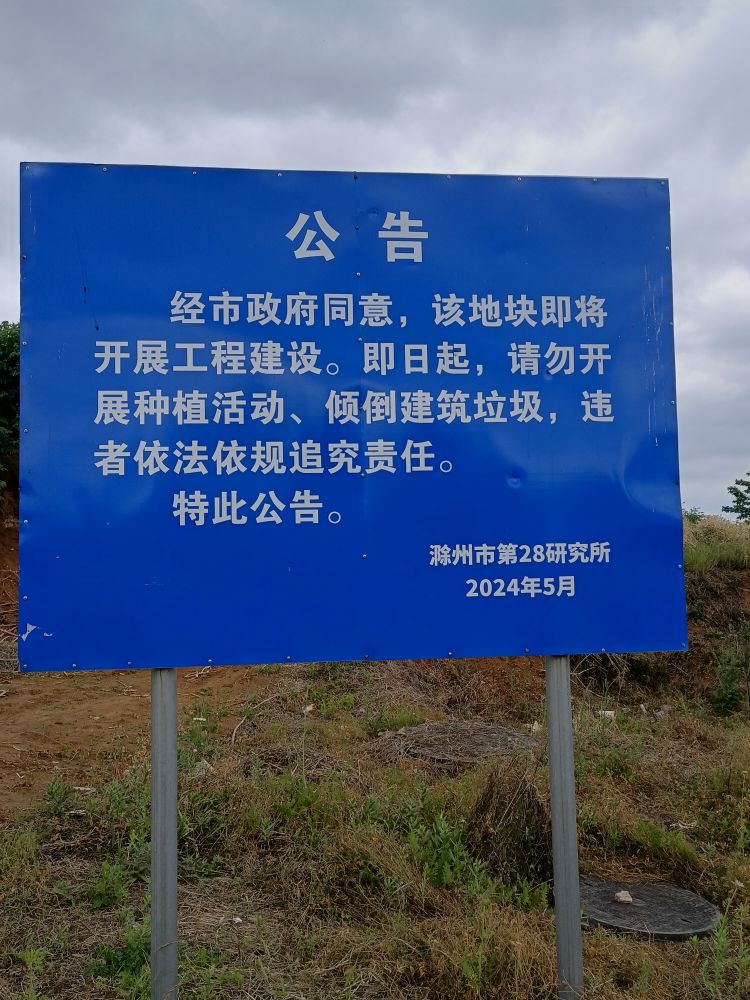 公告
经市政府同意，该地块即将
开展工程建设。即日起，请勿开
展种植活动、倾倒建筑垃圾，违
者依法依规追究责任。
特此公告。
滁州市第28研究所
2024年5月